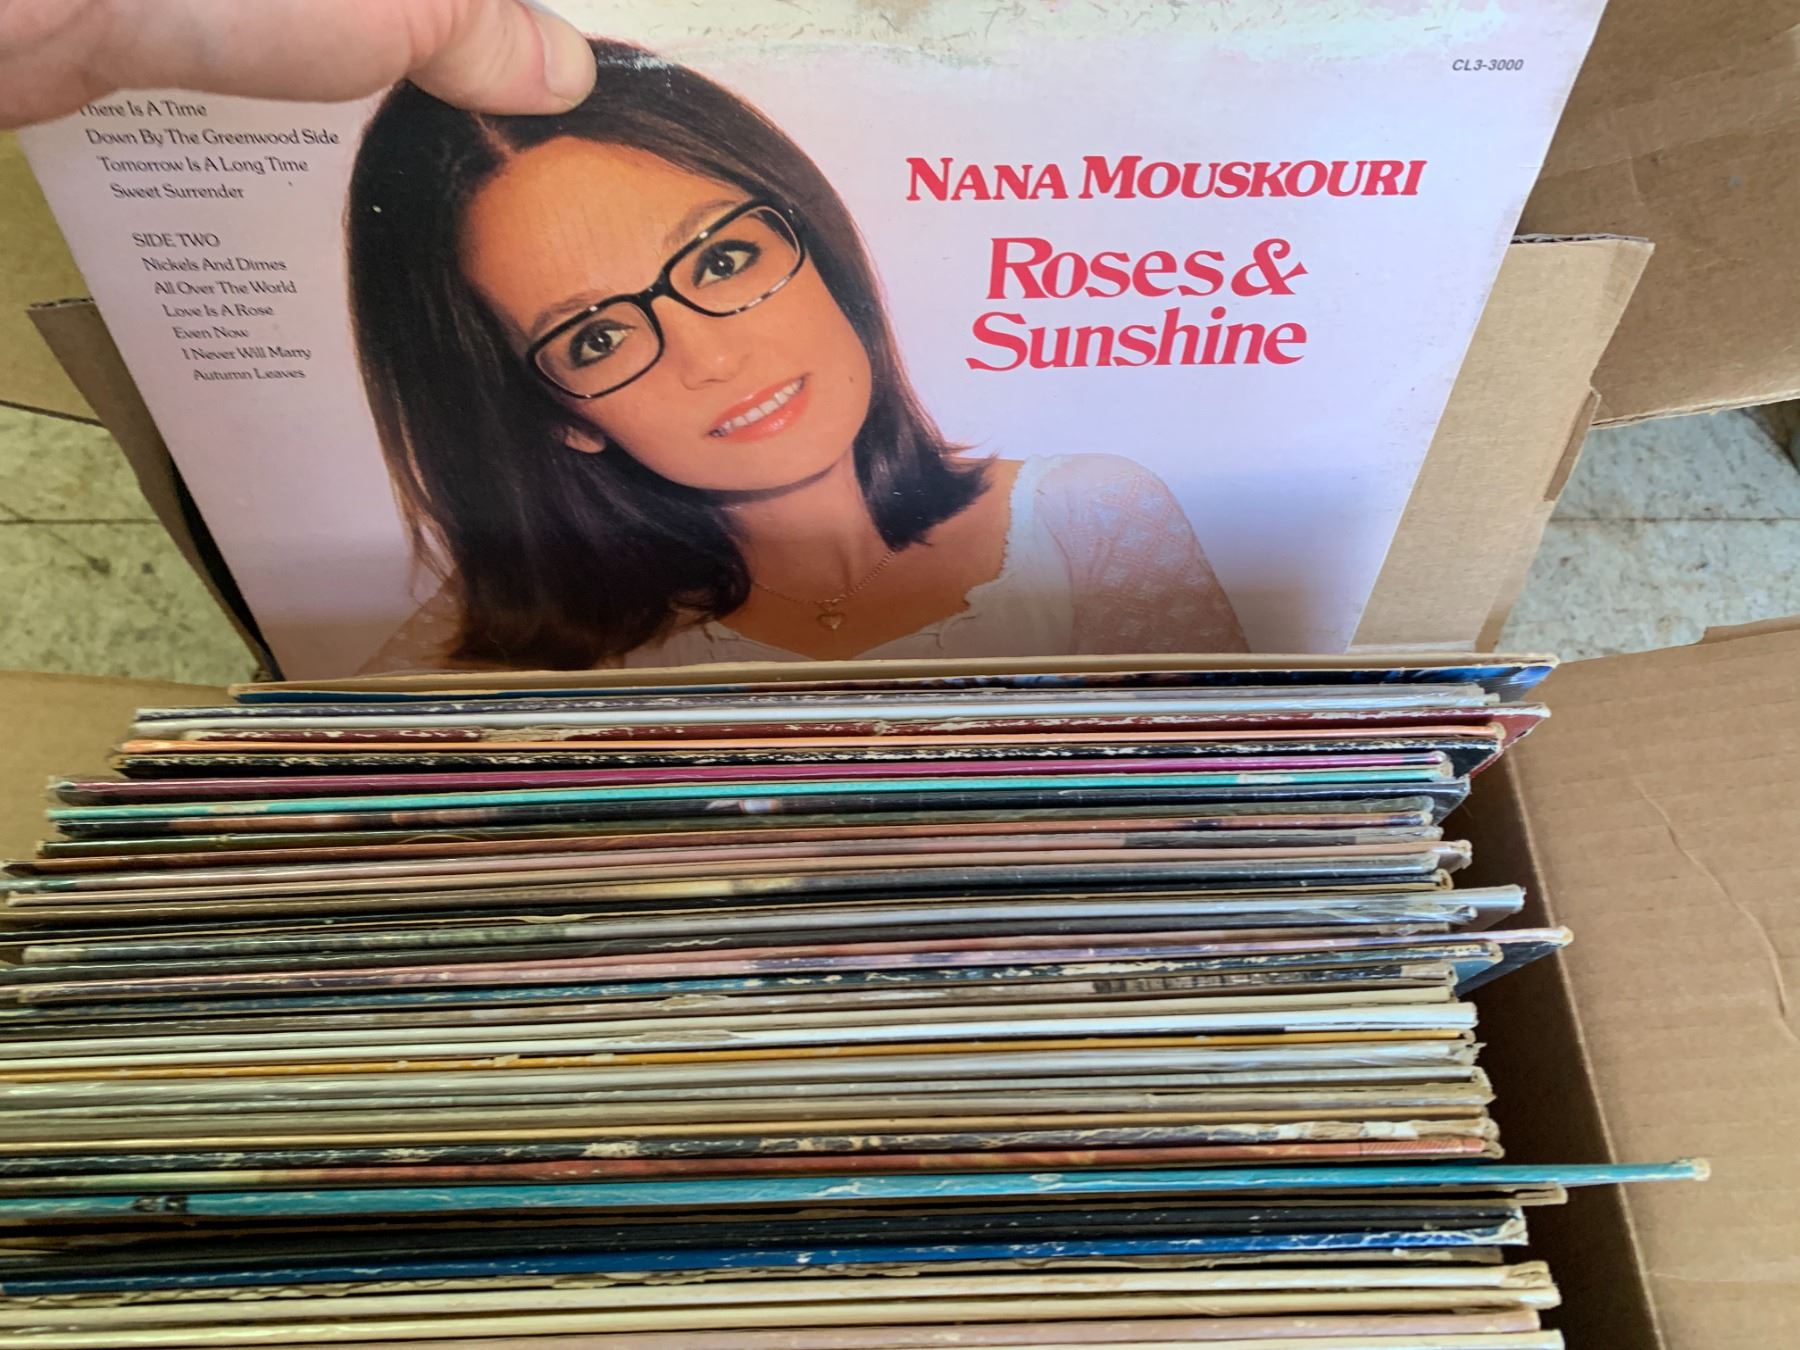 CL3-3000
There Is A Time
Down By The Greenwood Side
Tomorrow Is A Long Time
Sweet Surrender
SIDE TWO
Nickels And Dimes
All Over The World
Love Is A Rose
Even Now
I Never Will Marry
Autumn Leaves
NANA MOUSKOURI
Roses &
Sunshine